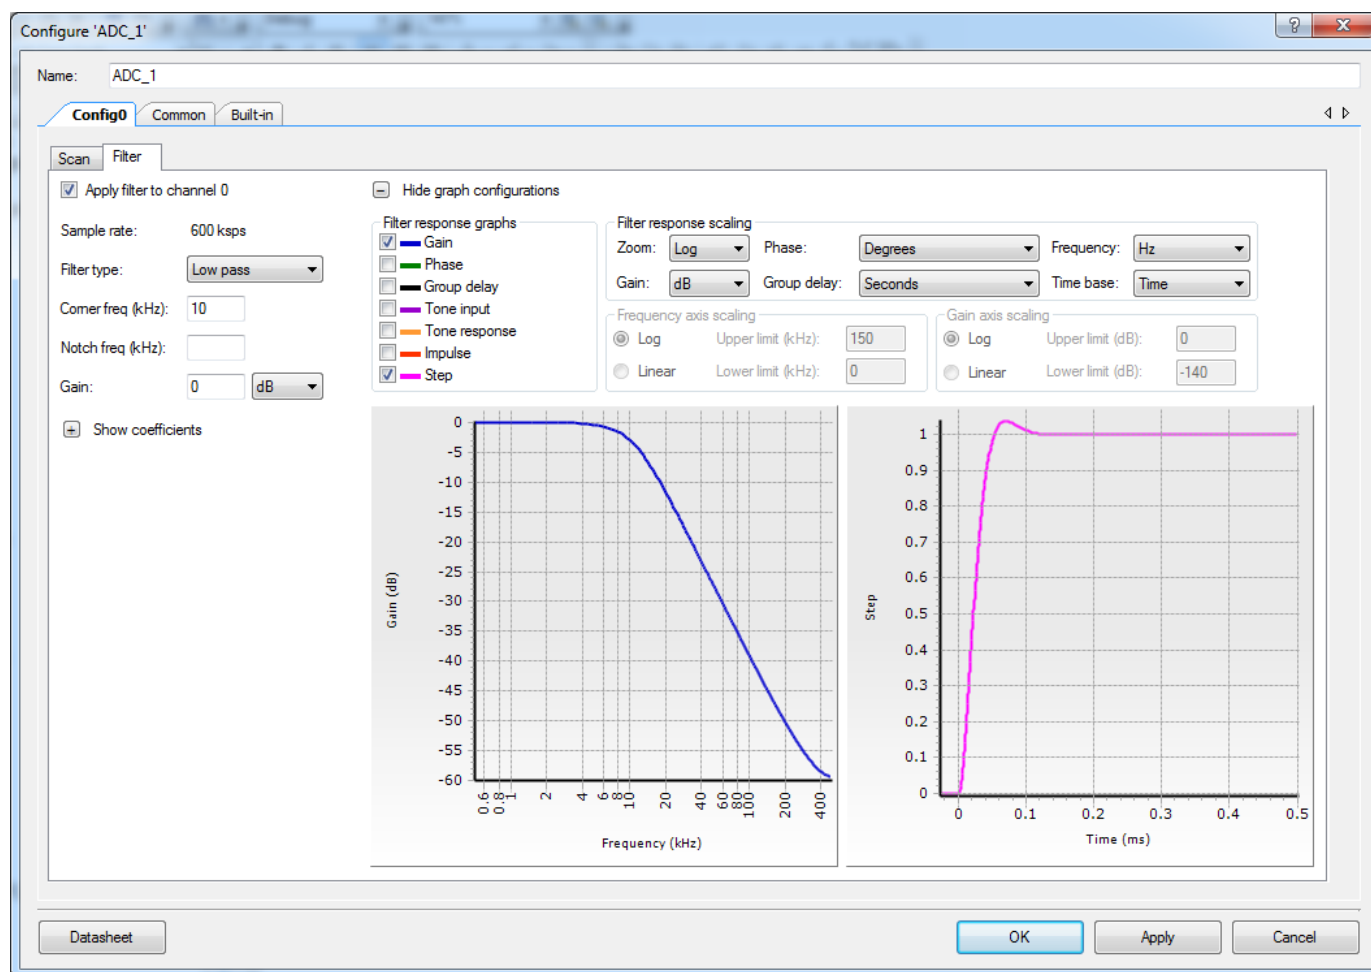 Configure 'ADC_1'
Name: ADC_1
Config0 Common Built-in
Scan Filter
Apply filter to channel 0
Sample rate: 600 ksps
Filter type: Low pass
Corner freq (kHz): 10
Notch freq (kHz):
Gain: 0 dB
Show coefficients
Hide graph configurations
Filter response graphs
Gain
Phase
Group delay
Tone input
Tone response
Impulse
Step
Filter response scaling
Zoom: Log Phase: Degrees Frequency: Hz
Gain: dB Group delay: Seconds Time base: Time
Frequency axis scaling
Log Upper limit (kHz): 150
Linear Lower limit (kHz): 0
Gain axis scaling
Log Upper limit (dB): 0
Linear Lower limit (dB): -140
0
-5
-10
-15
-20
-25
-30
-35
-40
-45
-50
-55
-60
Gain (dB)
0.6 0.8 1 2 4 6 8 10 20 40 60 80 100 200 400
Frequency (kHz)
1
0.9
0.8
0.7
0.6
0.5
0.4
0.3
0.2
0.1
0
Step
0 0.1 0.2 0.3 0.4 0.5
Time (ms)
Datasheet OK Apply Cancel